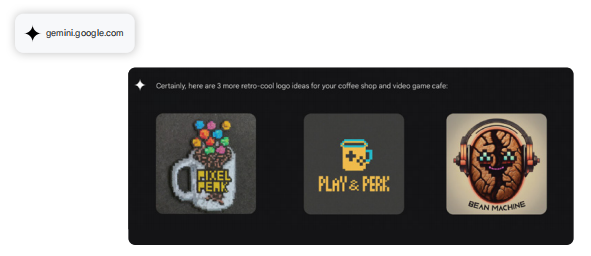 gemini.google.com
Certainly, here are 3 more retro-cool logo ideas for your coffee shop and video game cafe:
PIXEL
PERK
PLAY & PERK
BEAN MACHINE